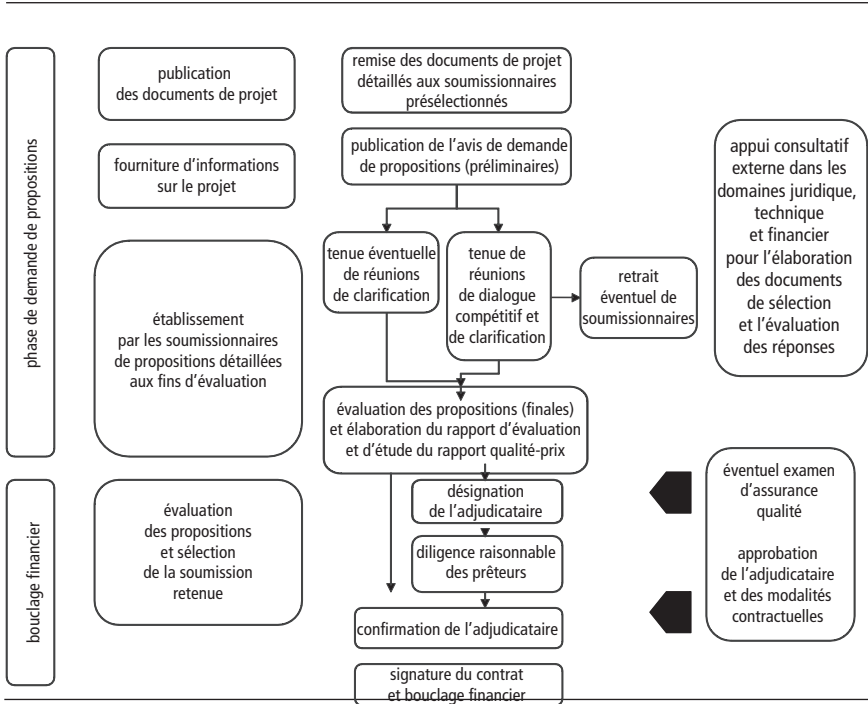 phase de demande de propositions
publication
des documents de projet
fourniture d’informations
sur le projet
établissement
par les soumissionnaires
de propositions détaillées
aux fins d’évaluation
remise des documents de projet
détaillés aux soumissionnaires
présélectionnés
publication de l’avis de demande
de propositions (préliminaires)
tenue éventuelle
de réunions
de clarification
tenue de
réunions
de dialogue
compétitif et
de clarification
retrait
éventuel de
soumissionnaires
évaluation des propositions (finales)
et élaboration du rapport d’évaluation
et d’étude du rapport qualité-prix
appui consultatif
externe dans les
domaines juridique,
technique
et financier
pour l’élaboration
des documents
de sélection
et l’évaluation
des réponses
bouclage financier
évaluation
des propositions
et sélection
de la soumission
retenue
désignation
de l’adjudicataire
diligence raisonnable
des prêteurs
confirmation de l’adjudicataire
signature du contrat
et bouclage financier
éventuel examen
d’assurance
qualité
approbation
de l’adjudicataire
et des modalités
contractuelles